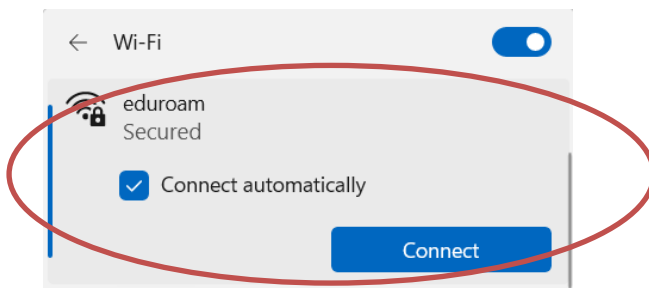 Wi-Fi
eduroam
Secured
Connect automatically
Connect